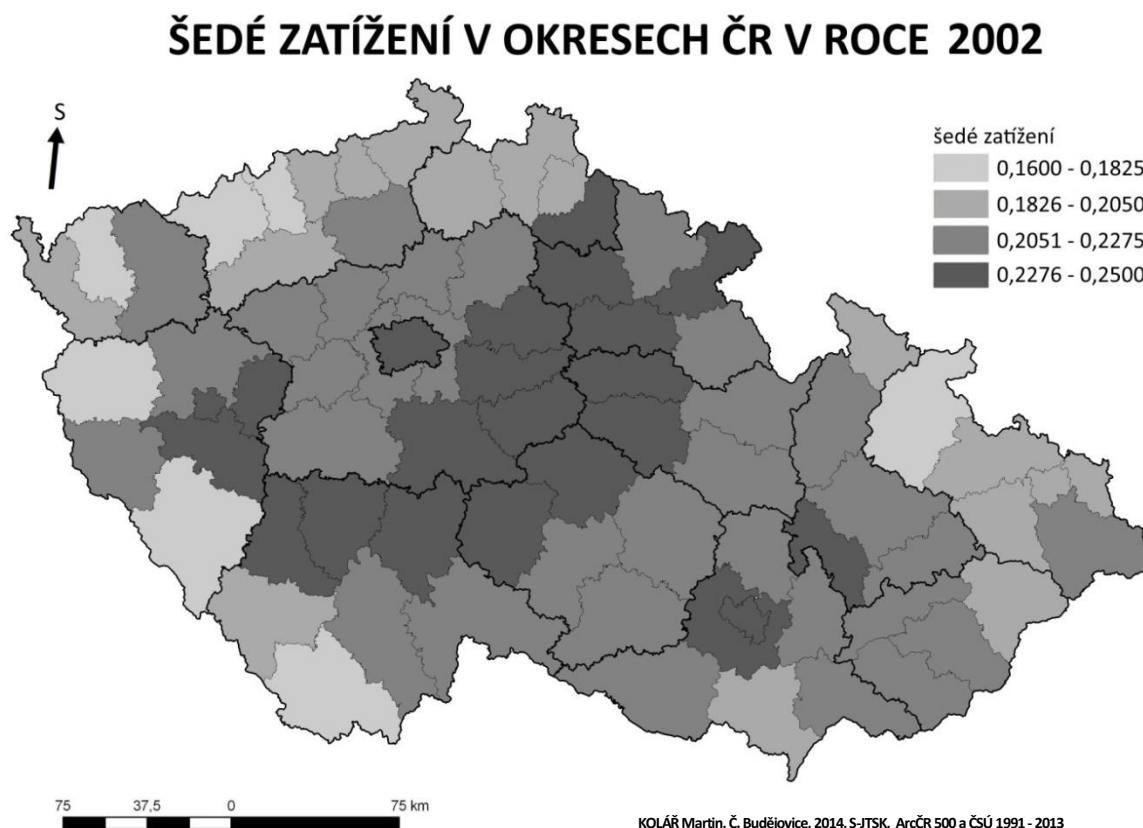 ŠEDÉ ZATÍŽENÍ V OKRESECH ČR V ROCE 2002
S
šedé zatížení
0,1600 - 0,1825
0,1826 - 0,2050
0,2051 - 0,2275
0,2276 - 0,2500
75 37,5 0 75 km
KOLÁŘ Martin, Č. Budějovice, 2014, S-JTSK, ArcČR 500 a ČSÚ 1991 - 2013